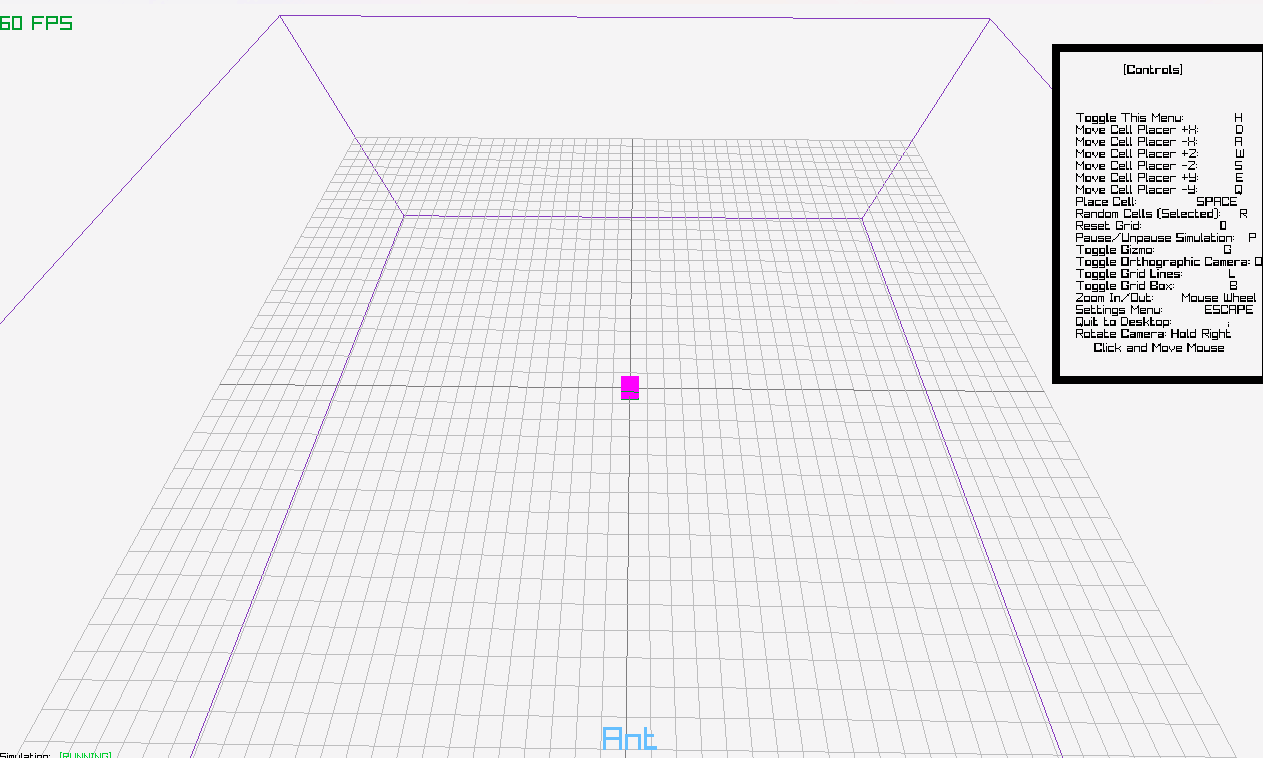 60 FPS
[Controls]
Toggle This Menu: H
Move Cell Placer +X: D
Move Cell Placer -X: A
Move Cell Placer +Z: W
Move Cell Placer -Z: S
Move Cell Placer +Y: E
Move Cell Placer -Y: Q
Place Cell: SPACE
Random Cells (Selected): R
Reset Grid: 0
Pause/Unpause Simulation: P
Toggle Gizmo: G
Toggle Orthographic Camera: O
Toggle Grid Lines: L
Toggle Grid Box: B
Zoom In/Out: Mouse Wheel
Settings Menu: ESCAPE
Quit to Desktop: ;
Rotate Camera: Hold Right
Click and Move Mouse
Ant
Simulation: [RUNNING]